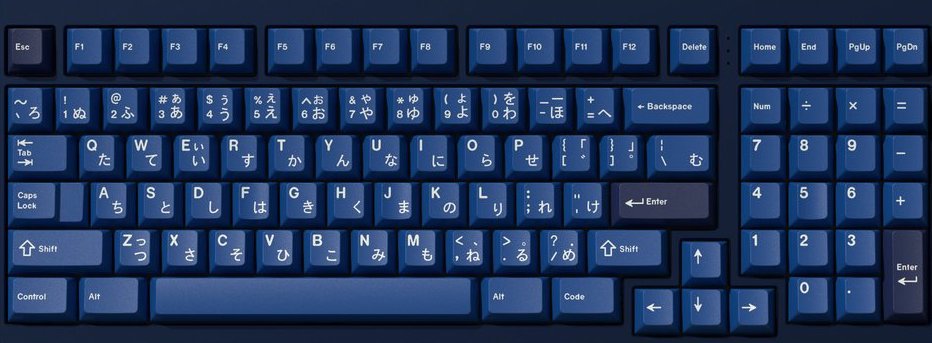 Esc F1 F2 F3 F4 F5 F6 F7 F8 F9 F10 F11 F12 Delete Home End PgUp PgDn
~ 、 ろ ! 1 ぬ @ 2 ふ # あ 3 あ $ ぅ 4 う % ぇ 5 え ^ ぉ 6 お & ゃ 7 や * ゅ 8 ゆ ( ょ 9 よ ) を 0 わ _ ー - ほ + = へ ← Backspace Num ÷ × =
Tab Q た W て E ぃ い R す T か Y ん U な I に O ら P せ { 「 [ ゛ } 」 ] ゜ | \ む 7 8 9 −
Caps Lock A ち S と D し F は G き H く J ま K の L り : ; れ " ' け Enter 4 5 6 +
Shift Z っ つ X さ C そ V ひ B こ N み M も < 、 , ね > 。 . る ? ・ / め Shift ↑ 1 2 3 Enter
Control Alt Alt Code ← ↓ → 0 .